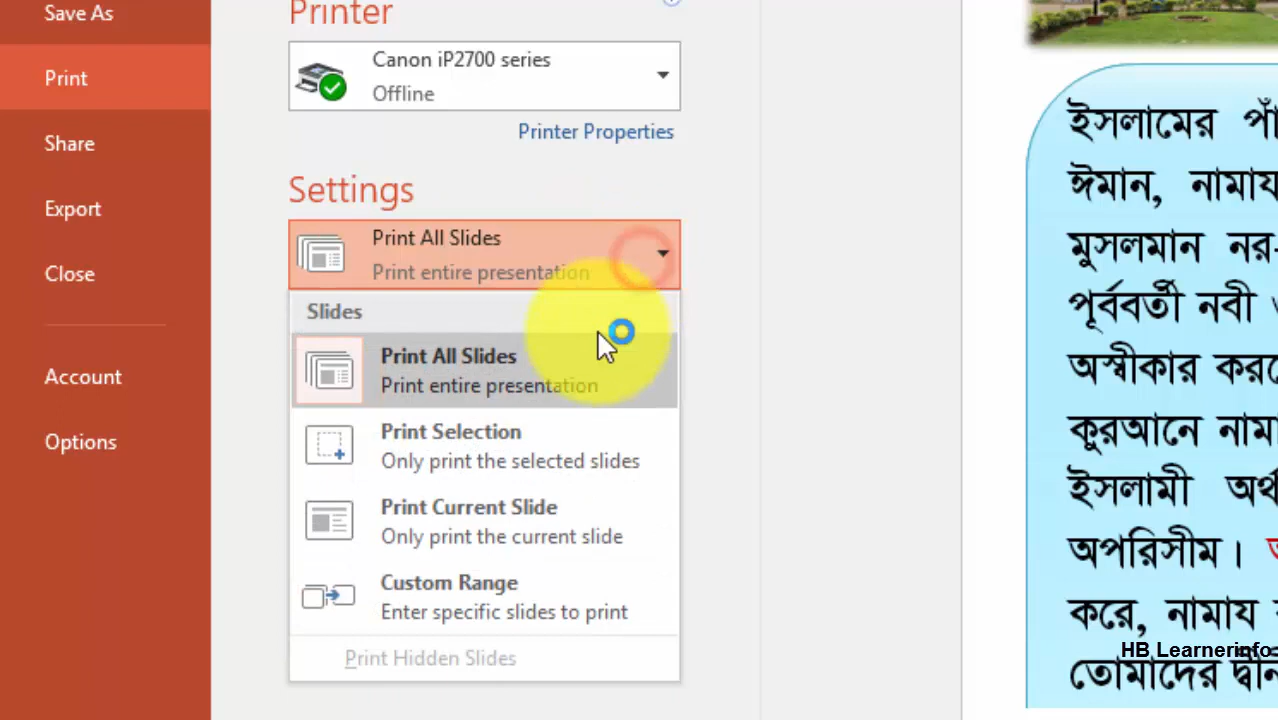 Save As
Print
Share
Export
Close
Account
Options
Printer
Canon iP2700 series
Offline
Printer Properties
Settings
Print All Slides
Print entire presentation
Slides
Print All Slides
Print entire presentation
Print Selection
Only print the selected slides
Print Current Slide
Only print the current slide
Custom Range
Enter specific slides to print
Print Hidden Slides
ইসলামের
ঈমান, নামায
মুসলমান নর-
পূর্ববর্তী নবী
অস্বীকার
কুরআনে
ইসলামী
অপরিসীম।
করে, নামায
তোমাদের
HB Learnerinfo